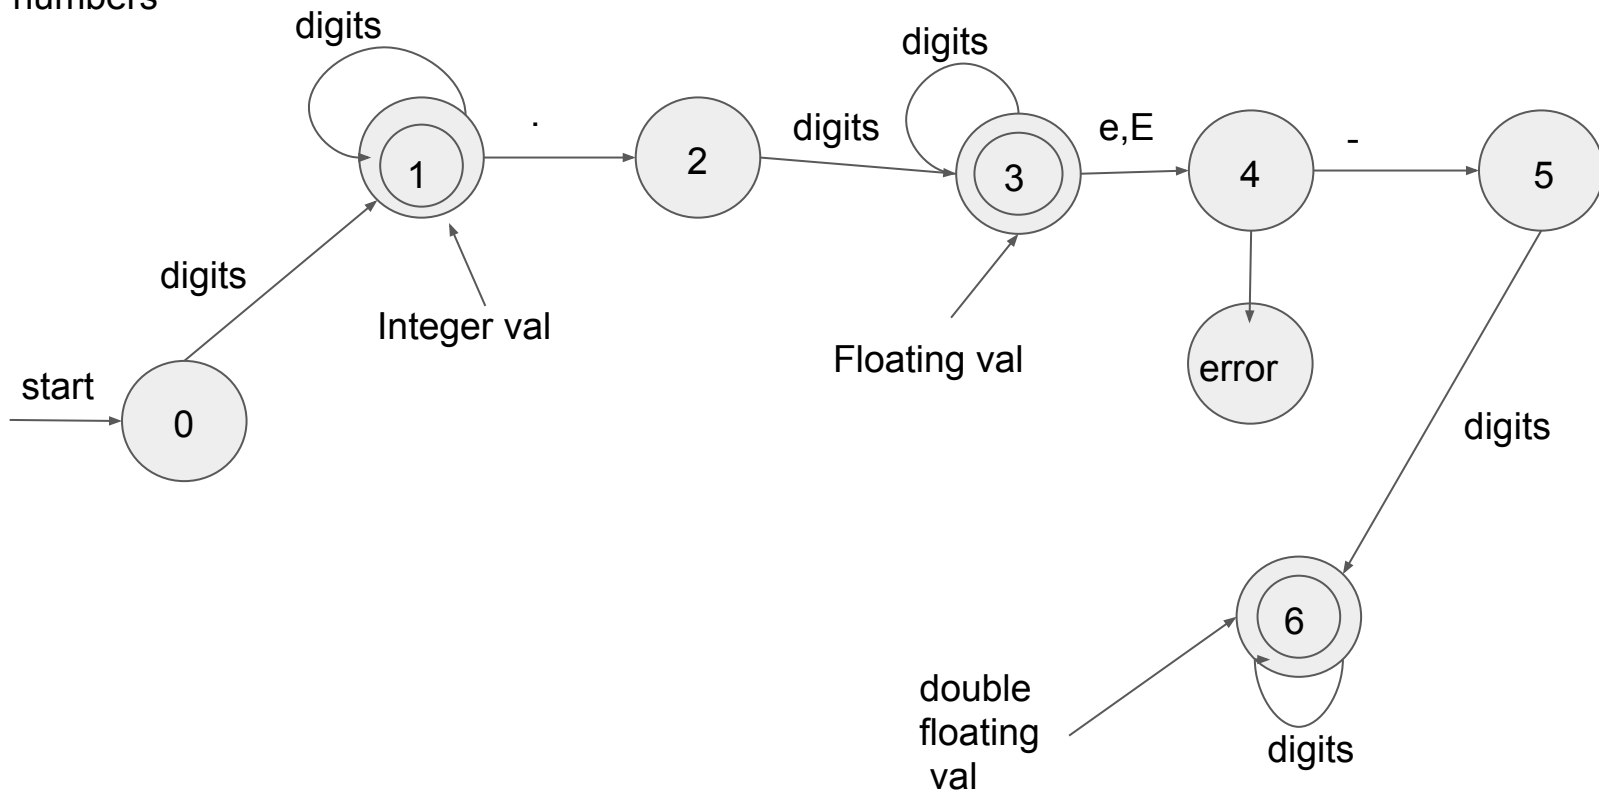 numbers
digits
digits
.
digits
e,E
-
1
2
3
4
5
digits
Integer val
Floating val
start
error
0
digits
6
double
floating
val
digits